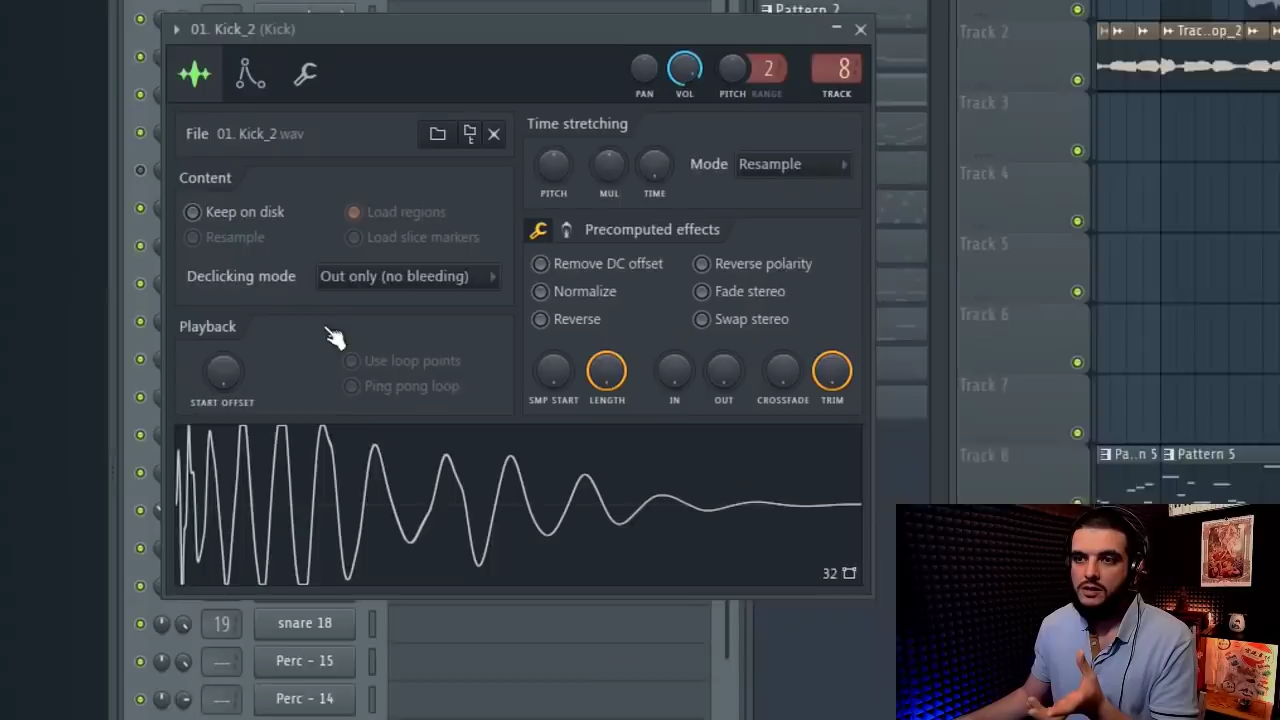 Pattern 2
01. Kick_2 (Kick)
2
8
PAN
VOL
PITCH
RANGE
TRACK
File 01. Kick_2.wav
Content
Keep on disk
Load regions
Resample
Load slice markers
Declicking mode
Out only (no bleeding)
Playback
Use loop points
Ping pong loop
START OFFSET
Time stretching
PITCH
MUL
TIME
Mode
Resample
Precomputed effects
Remove DC offset
Reverse polarity
Normalize
Fade stereo
Reverse
Swap stereo
SMP START
LENGTH
IN
OUT
CROSSFADE
TRIM
32
19
snare 18
---
Perc - 15
---
Perc - 14
Track 2
Trac..op_2
Track 3
Track 4
Track 5
Track 6
Track 7
Track 8
Pa..n 5
Pattern 5